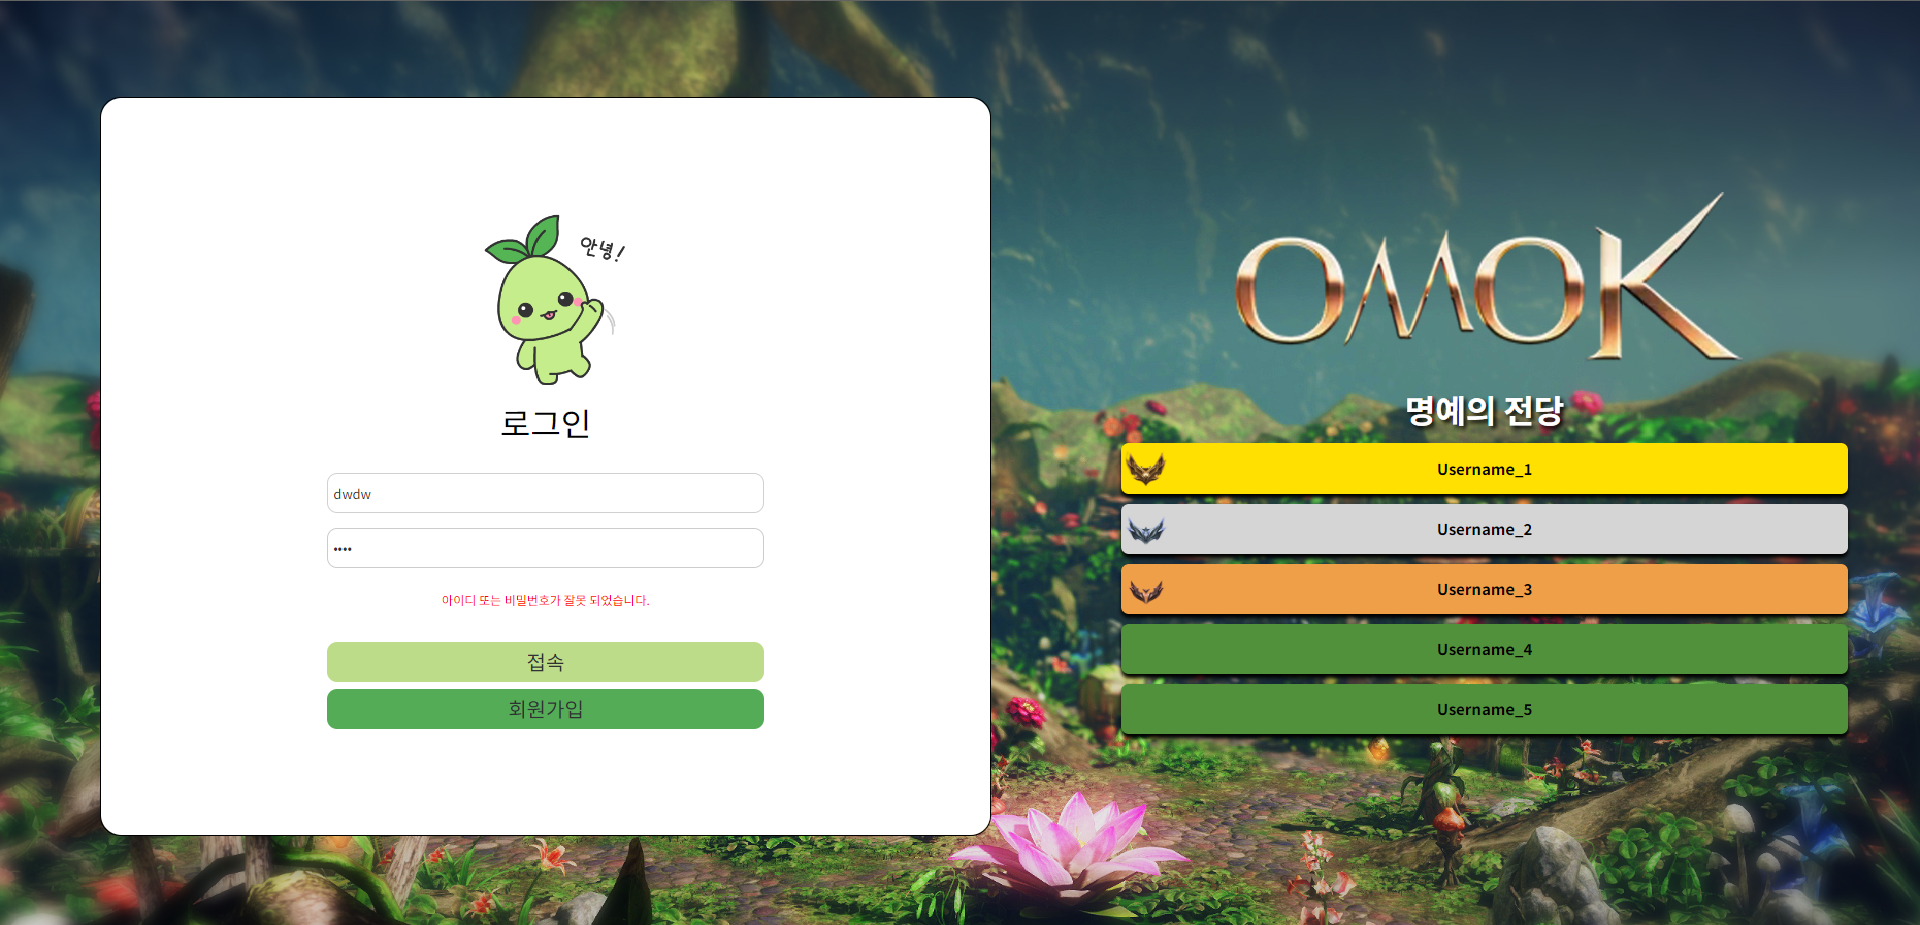 안녕!
로그인
dwdw
••••
아이디 또는 비밀번호가 잘못 되었습니다.
접속
회원가입
OMOK
명예의 전당
Username_1
Username_2
Username_3
Username_4
Username_5